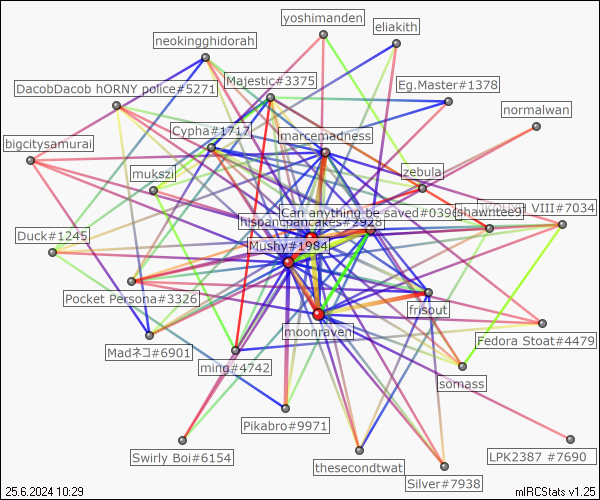 yoshimanden
eliakith
neokingghidorah
Majestic#3375
DacobDacob hORNY police#5271
Eg.Master#1378
normalwan
Cypha#1717
marcemadness
bigcitysamurai
mukszi
zebula
Can anything be saved#039
shawntee9
VIII#7034
hispanicpancakes#2928
Duck#1245
Mushy#1984
Pocket Persona#3326
frisout
moonraven
Fedora Stoat#4479
Madネコ#6901
ming#4742
somass
Pikabro#9971
Swirly Boi#6154
LPK2387 #7690
thesecondtwat
Silver#7938
25.6.2024 10:29
mIRCStats v1.25